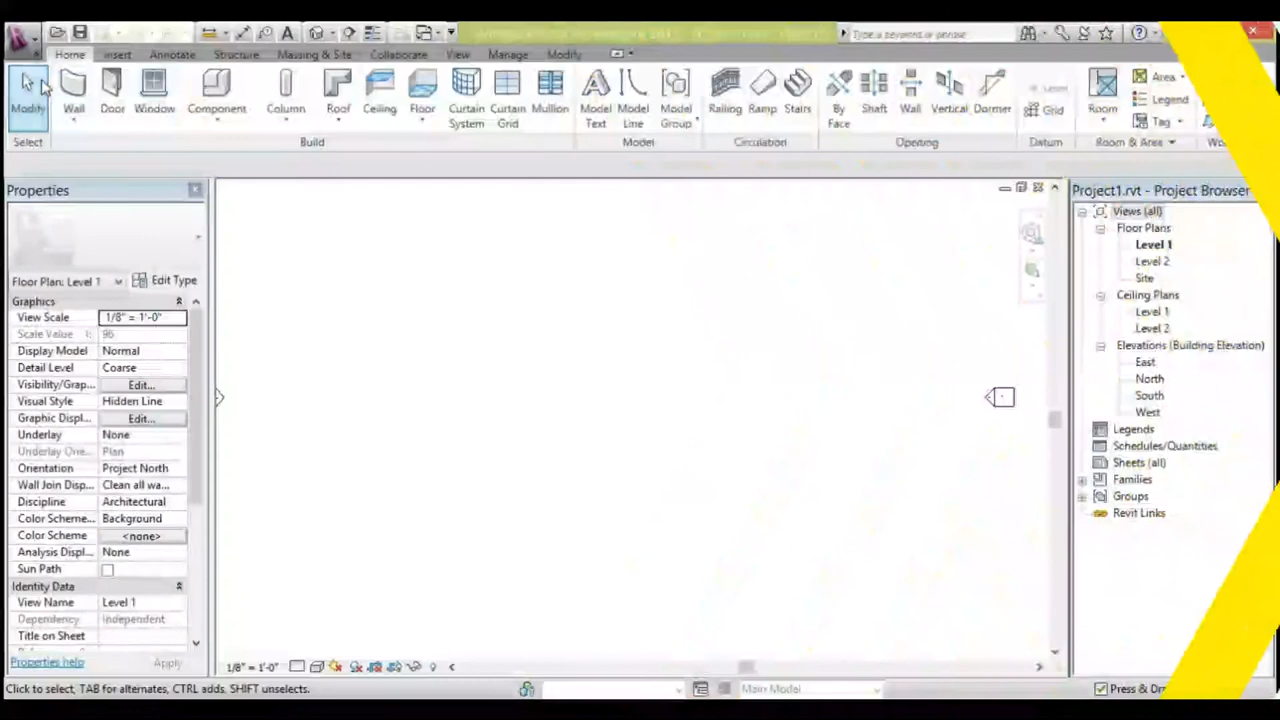 Type a keyword or phrase
Home Insert Annotate Structure Massing & Site Collaborate View Manage Modify
Modify Wall Door Window Component Column Roof Ceiling Floor Curtain System Curtain Grid Mullion Model Text Model Line Model Group Railing Ramp Stairs By Face Shaft Wall Vertical Dormer Level Grid Room Area Legend Tag
Select Build Model Circulation Opening Datum Room & Area
Properties
Floor Plan: Level 1 Edit Type
Graphics
View Scale 1/8" = 1'-0"
Scale Value 1: 96
Display Model Normal
Detail Level Coarse
Visibility/Grap... Edit...
Visual Style Hidden Line
Graphic Displ... Edit...
Underlay None
Underlay Orie... Plan
Orientation Project North
Wall Join Disp... Clean all wa...
Discipline Architectural
Color Scheme... Background
Color Scheme <none>
Analysis Displ... None
Sun Path
Identity Data
View Name Level 1
Dependency Independent
Title on Sheet
Properties help Apply
1/8" = 1'-0"
Project1.rvt - Project Browser
Views (all)
Floor Plans
Level 1
Level 2
Site
Ceiling Plans
Level 1
Level 2
Elevations (Building Elevation)
East
North
South
West
Legends
Schedules/Quantities
Sheets (all)
Families
Groups
Revit Links
Click to select, TAB for alternates, CTRL adds, SHIFT unselects. Main Model Press &